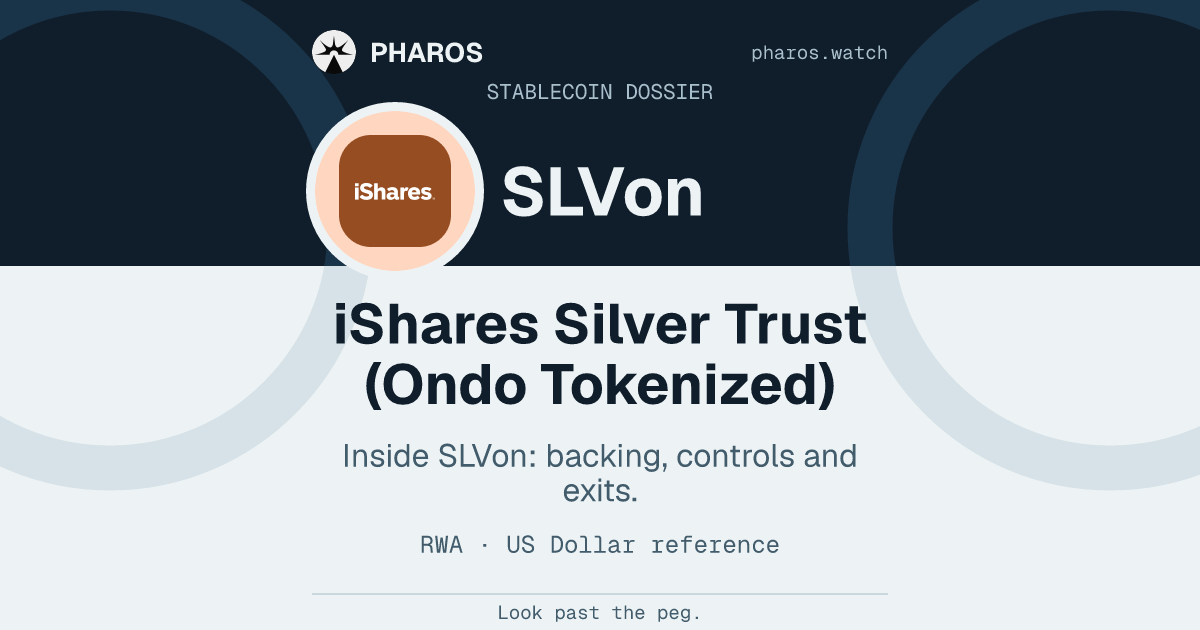 PHAROS
pharos.watch
STABLECOIN DOSSIER
iShares.
SLVon
iShares Silver Trust
(Ondo Tokenized)
Inside SLVon: backing, controls and
exits.
RWA · US Dollar reference
Look past the peg.